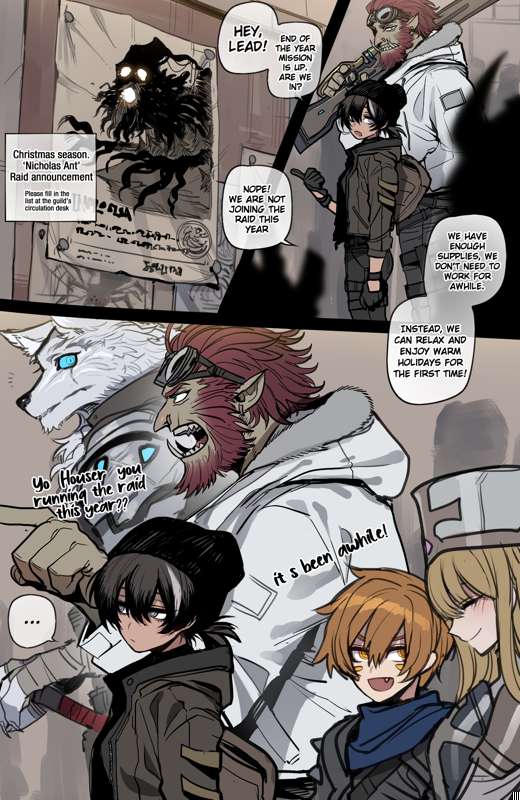 HEY,
LEAD!
END OF
THE YEAR
MISSION
IS UP.
ARE WE
IN?
Christmas season.
'Nicholas Ant'
Raid announcement
Please fill in the
list at the guild's
circulation desk
NOPE!
WE ARE NOT
JOINING THE
RAID THIS
YEAR
WE HAVE
ENOUGH
SUPPLIES, WE
DON'T NEED TO
WORK FOR
AWHILE.
INSTEAD, WE
CAN RELAX AND
ENJOY WARM
HOLIDAYS FOR
THE FIRST TIME!
Yo Houser you
running the raid
this year??
it s been awhile!
...